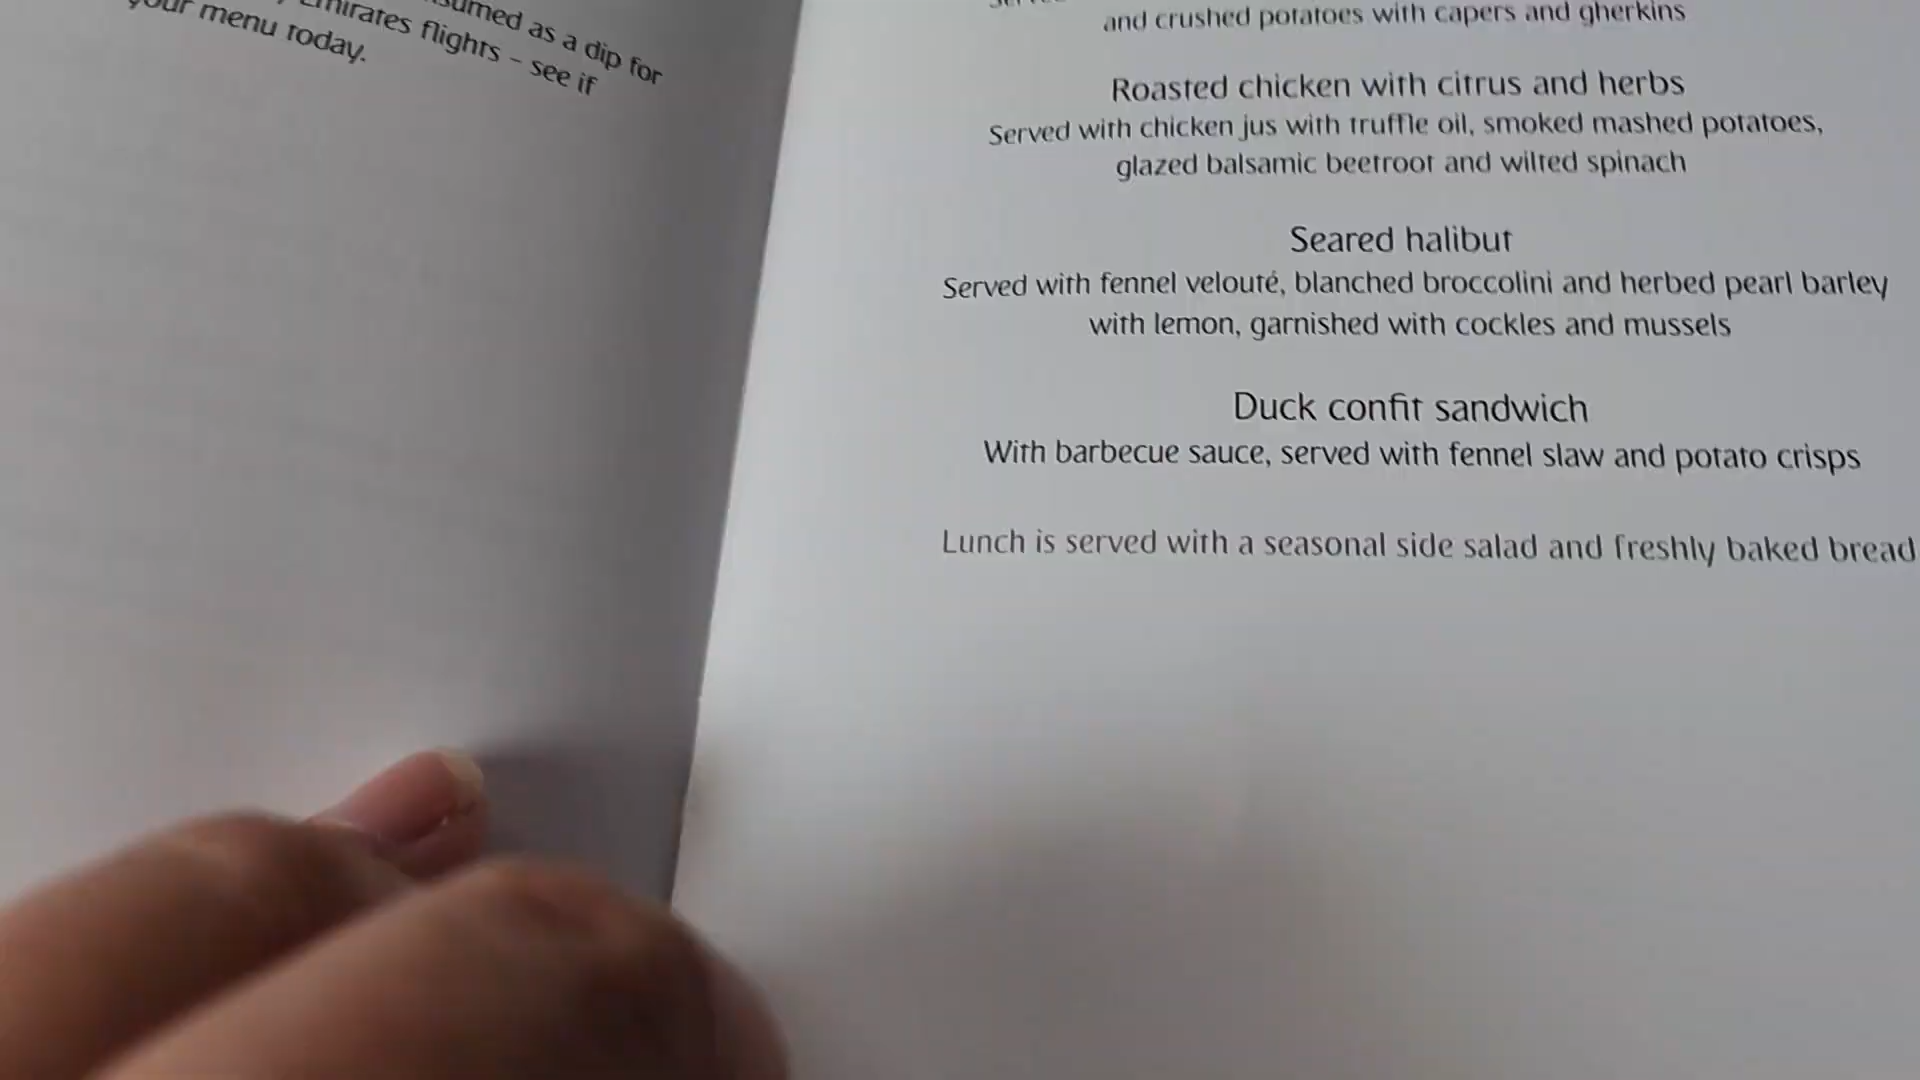 as a dip for
Emirates flights – see if
your menu today.
and crushed potatoes with capers and gherkins
Roasted chicken with citrus and herbs
Served with chicken jus with truffle oil, smoked mashed potatoes,
glazed balsamic beetroot and wilted spinach
Seared halibut
Served with fennel velouté, blanched broccolini and herbed pearl barley
with lemon, garnished with cockles and mussels
Duck confit sandwich
With barbecue sauce, served with fennel slaw and potato crisps
Lunch is served with a seasonal side salad and freshly baked bread